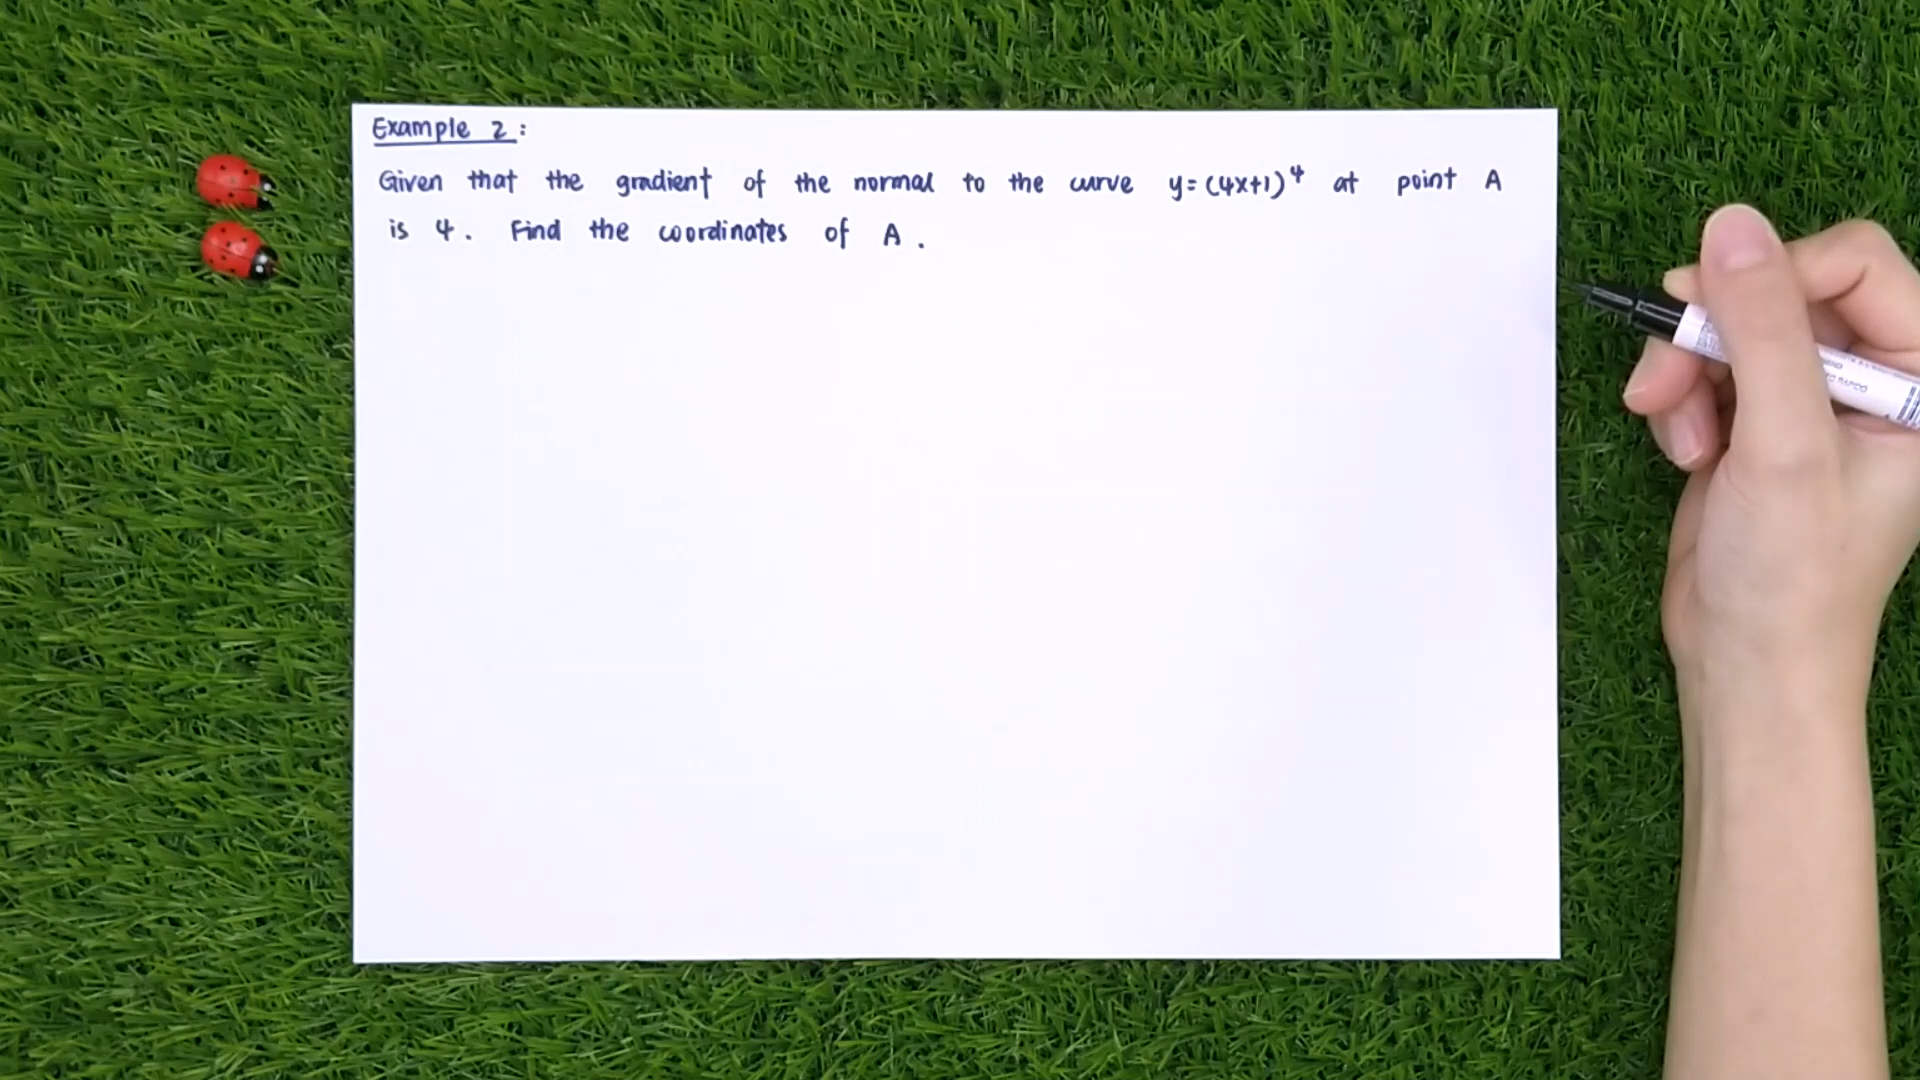 Example 2:
Given that the gradient of the normal to the curve y=(4x+1)⁴ at point A
is 4. Find the coordinates of A.